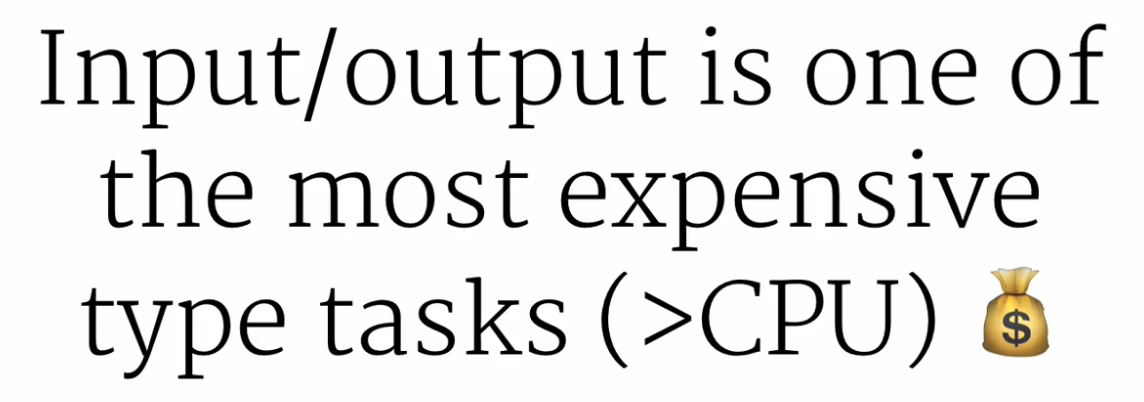 Input/output is one of
the most expensive
type tasks (>CPU) 💰